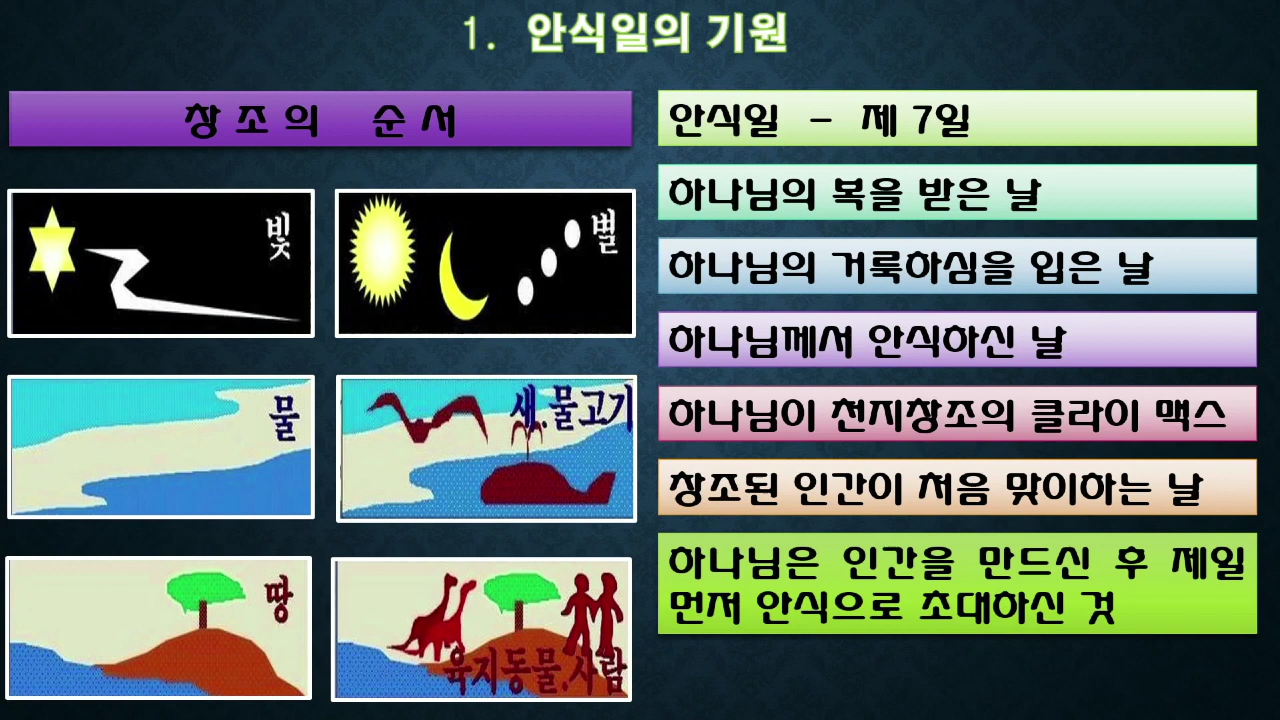 1. 안식일의 기원
창 조 의 순 서
빛
별
물
새.물고기
땅
육지동물.사람
안식일 - 제 7일
하나님의 복을 받은 날
하나님의 거룩하심을 입은 날
하나님께서 안식하신 날
하나님이 천지창조의 클라이 맥스
창조된 인간이 처음 맞이하는 날
하나님은 인간을 만드신 후 제일
먼저 안식으로 초대하신 것